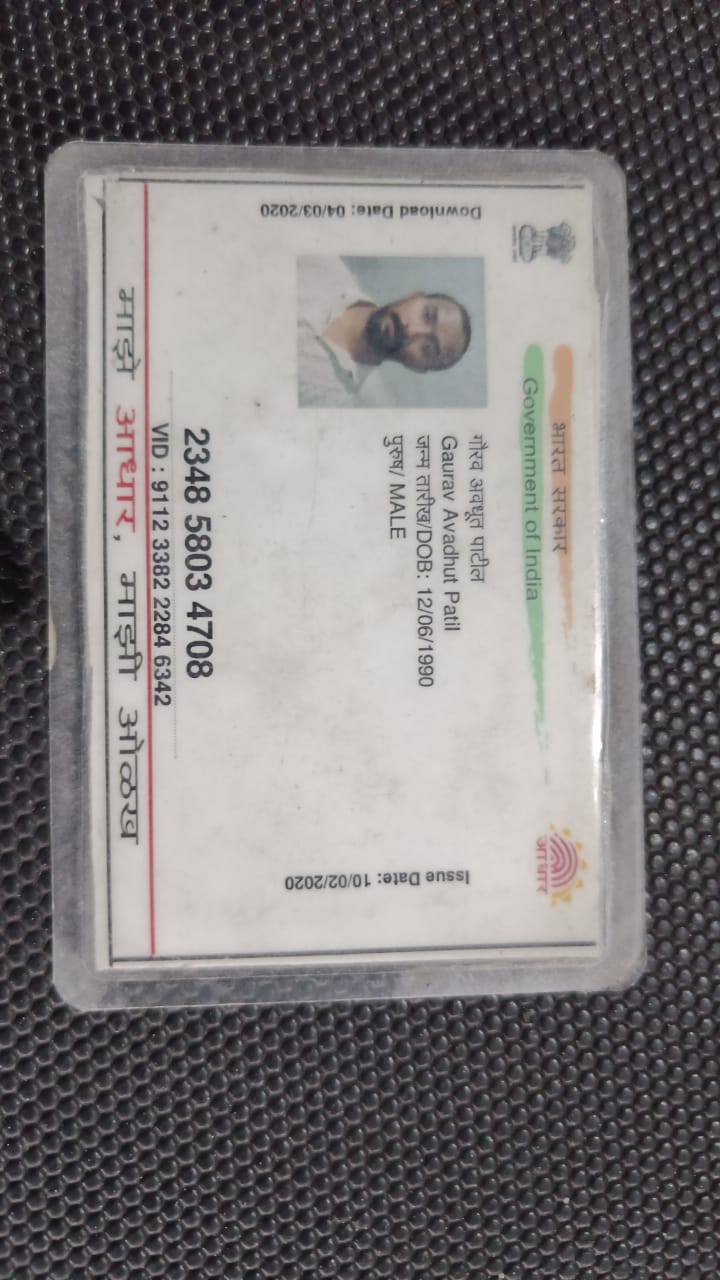 भारत सरकार
Government of India
Download Date: 04/03/2020
गौरव अवधूत पाटील
Gaurav Avadhut Patil
जन्म तारीख/DOB: 12/06/1990
पुरुष/ MALE
Issue Date: 10/02/2020
आधार
2348 5803 4708
VID : 9112 3382 2284 6342
माझे आधार, माझी ओळख